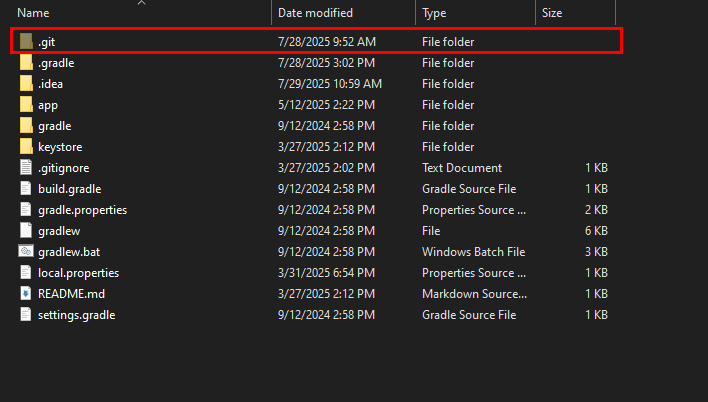 Name Date modified Type Size
.git 7/28/2025 9:52 AM File folder
.gradle 7/28/2025 3:02 PM File folder
.idea 7/29/2025 10:59 AM File folder
app 5/12/2025 2:22 PM File folder
gradle 9/12/2024 2:58 PM File folder
keystore 3/27/2025 2:12 PM File folder
.gitignore 3/27/2025 2:02 PM Text Document 1 KB
build.gradle 9/12/2024 2:58 PM Gradle Source File 1 KB
gradle.properties 9/12/2024 2:58 PM Properties Source ... 2 KB
gradlew 9/12/2024 2:58 PM File 6 KB
gradlew.bat 9/12/2024 2:58 PM Windows Batch File 3 KB
local.properties 3/31/2025 6:54 PM Properties Source ... 1 KB
README.md 3/27/2025 2:12 PM Markdown Source... 1 KB
settings.gradle 9/12/2024 2:58 PM Gradle Source File 1 KB